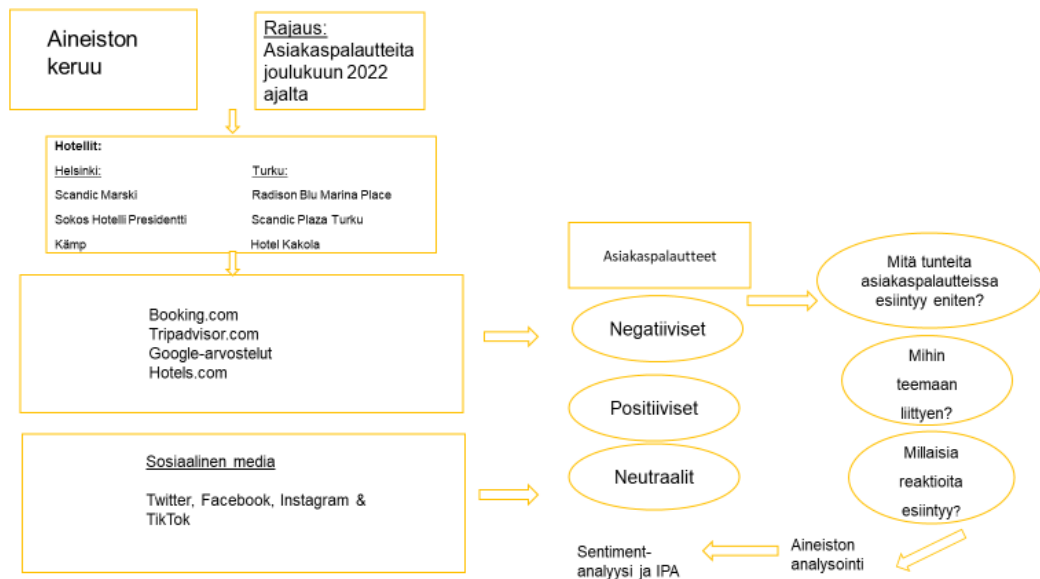 Aineiston
keruu
Rajaus:
Asiakaspalautteita
joulukuun 2022
ajalta
Hotellit:
Helsinki:
Scandic Marski
Sokos Hotelli Presidentti
Kämp
Turku:
Radison Blu Marina Place
Scandic Plaza Turku
Hotel Kakola
Booking.com
Tripadvisor.com
Google-arvostelut
Hotels.com
Sosiaalinen media
Twitter, Facebook, Instagram &
TikTok
Asiakaspalautteet
Negatiiviset
Positiiviset
Neutraalit
Mitä tunteita
asiakaspalautteissa
esiintyy eniten?
Mihin
teemaan
liittyen?
Millaisia
reaktioita
esiintyy?
Aineiston
analysointi
Sentiment-
analyysi ja IPA